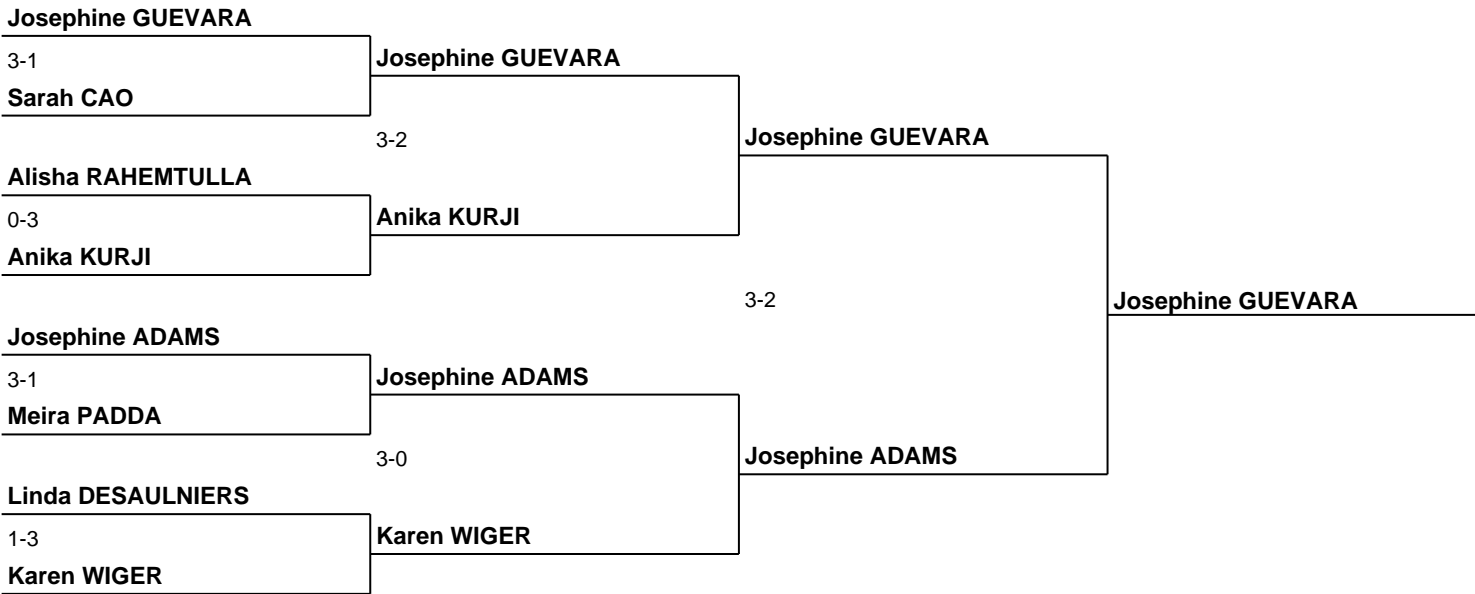 Josephine GUEVARA
3-1
Sarah CAO
Alisha RAHEMTULLA
0-3
Anika KURJI
Josephine ADAMS
3-1
Meira PADDA
Linda DESAULNIERS
1-3
Karen WIGER
Josephine GUEVARA
3-2
Anika KURJI
Josephine ADAMS
3-0
Karen WIGER
Josephine GUEVARA
3-2
Josephine ADAMS
Josephine GUEVARA